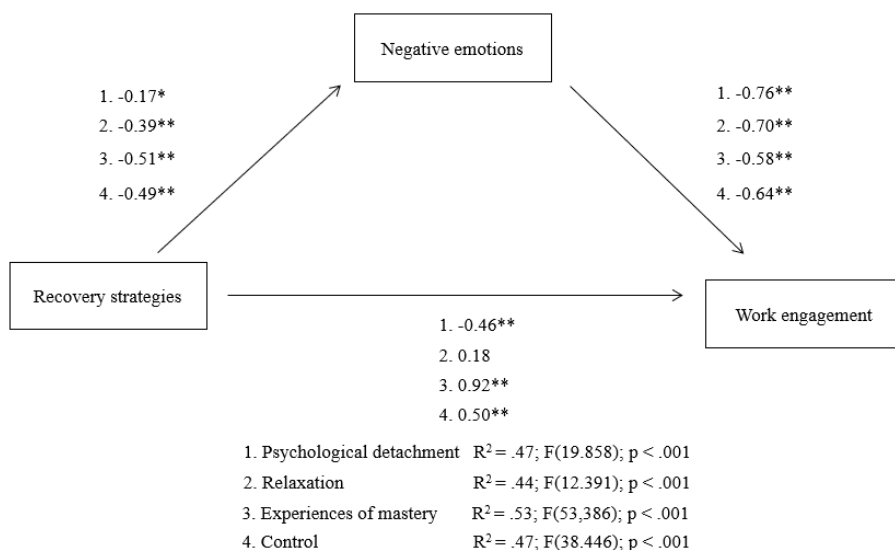 Negative emotions
1. -0.17*
2. -0.39**
3. -0.51**
4. -0.49**
1. -0.76**
2. -0.70**
3. -0.58**
4. -0.64**
Recovery strategies
Work engagement
1. -0.46**
2. 0.18
3. 0.92**
4. 0.50**
1. Psychological detachment R² = .47; F(19.858); p < .001
2. Relaxation R² = .44; F(12.391); p < .001
3. Experiences of mastery R² = .53; F(53,386); p < .001
4. Control R² = .47; F(38.446); p < .001